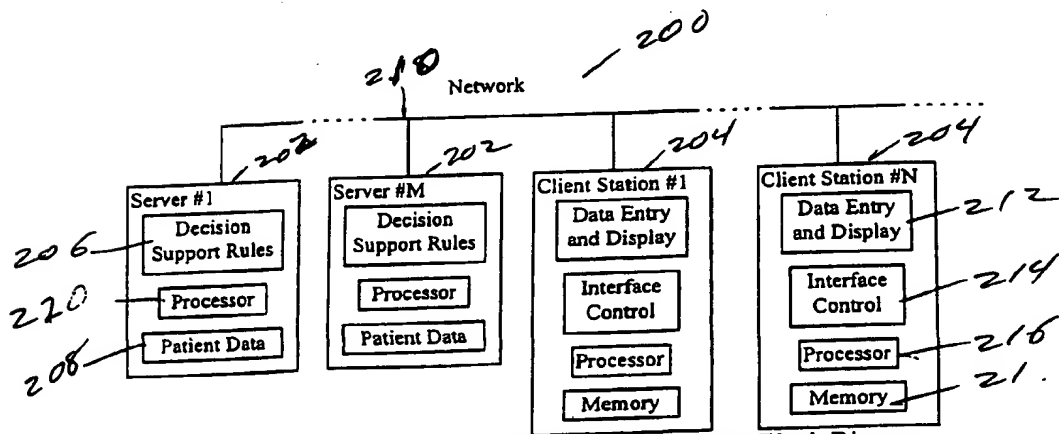 200
210
Network
202
202
204
204
Server #1
Server #M
Client Station #1
Client Station #N
Decision
Support Rules
Decision
Support Rules
Data Entry
and Display
Data Entry
and Display
212
206
Processor
Processor
Interface
Control
Interface
Control
214
220
Patient Data
Patient Data
Processor
Processor
216
208
Memory
Memory
21.